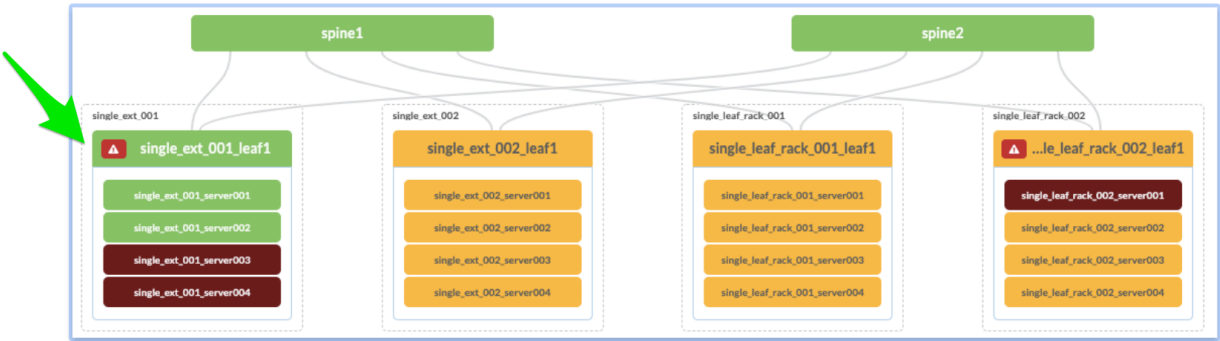 spine1
spine2
single_ext_001
single_ext_002
single_leaf_rack_001
single_leaf_rack_002
single_ext_001_leaf1
single_ext_002_leaf1
single_leaf_rack_001_leaf1
...le_leaf_rack_002_leaf1
single_ext_001_server001
single_ext_002_server001
single_leaf_rack_001_server001
single_leaf_rack_002_server001
single_ext_001_server002
single_ext_002_server002
single_leaf_rack_001_server002
single_leaf_rack_002_server002
single_ext_001_server003
single_ext_002_server003
single_leaf_rack_001_server003
single_leaf_rack_002_server003
single_ext_001_server004
single_ext_002_server004
single_leaf_rack_001_server004
single_leaf_rack_002_server004